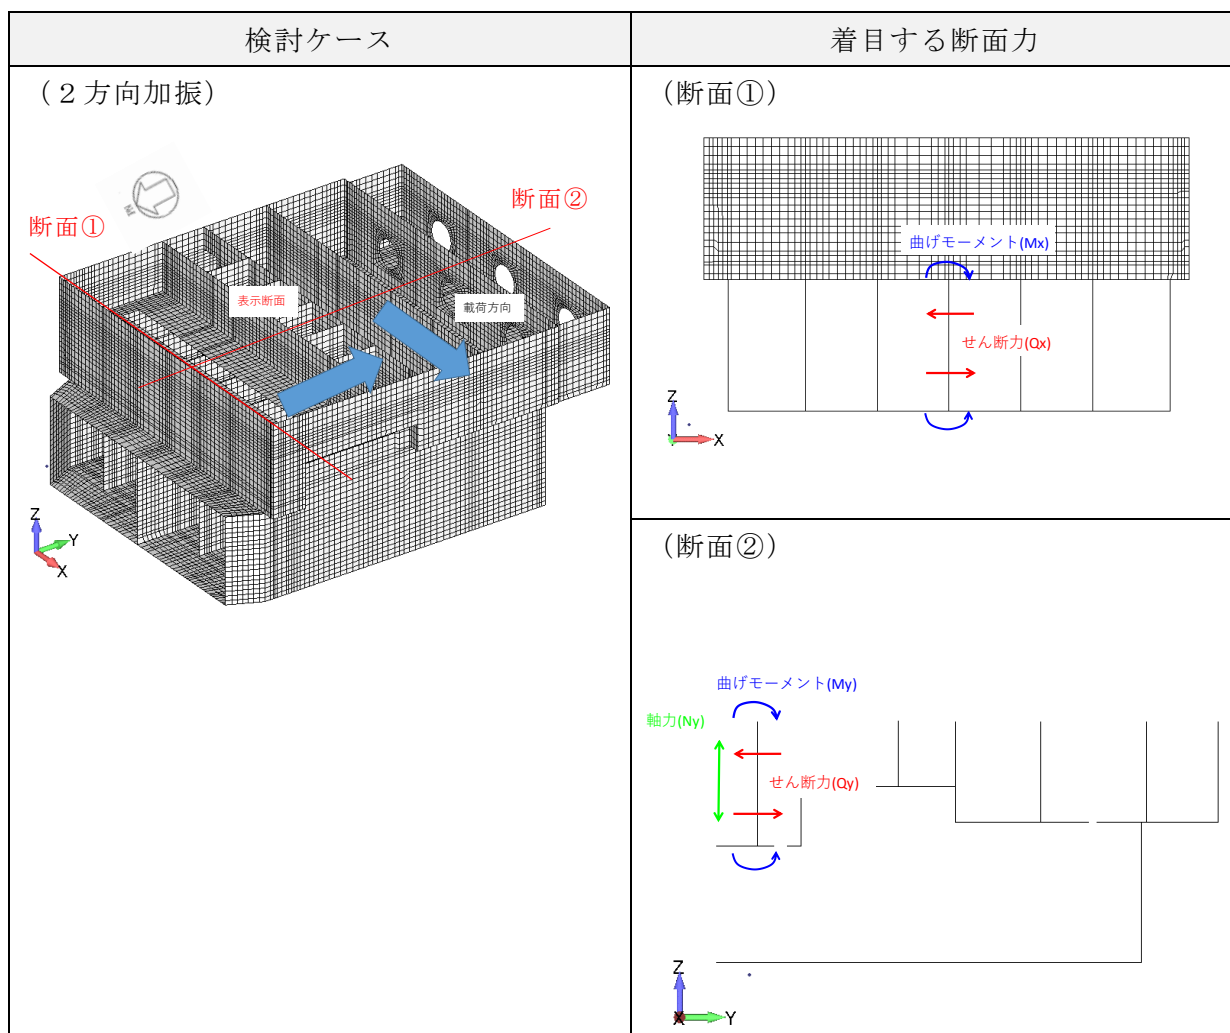 検討ケース
着目する断面力
(2方向加振)
断面①
断面②
表示断面
載荷方向
Z
Y
X
(断面①)
曲げモーメント(Mx)
せん断力(Qx)
Z
Y
X
(断面②)
曲げモーメント(My)
軸力(Ny)
せん断力(Qy)
Z
X
Y